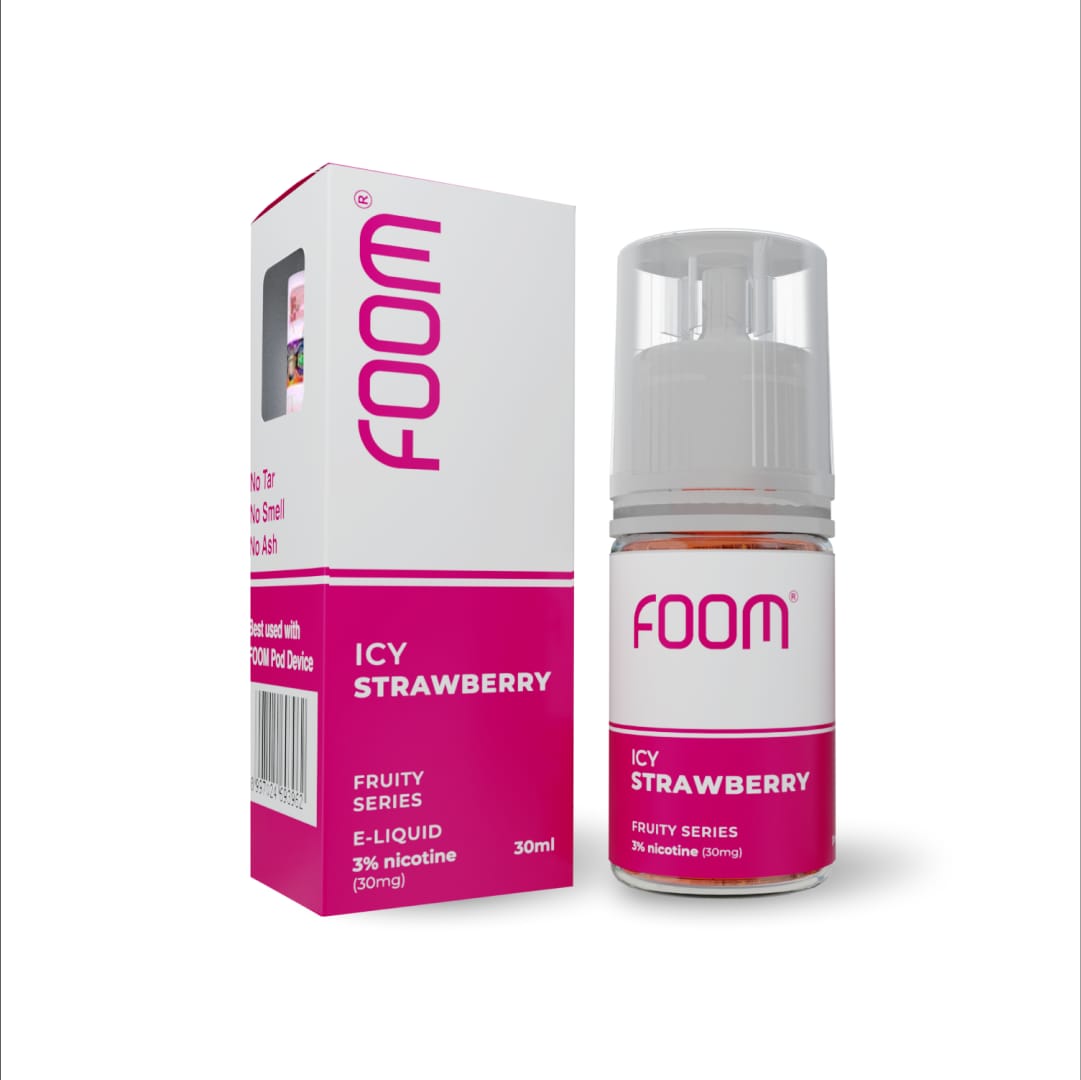 FOOM®
No Tar
No Smell
No Ash
Best used with
FOOM Pod Device
ICY
STRAWBERRY
FRUITY
SERIES
E-LIQUID
3% nicotine
(30mg)
30ml
FOOM®
ICY
STRAWBERRY
FRUITY SERIES
3% nicotine (30mg)